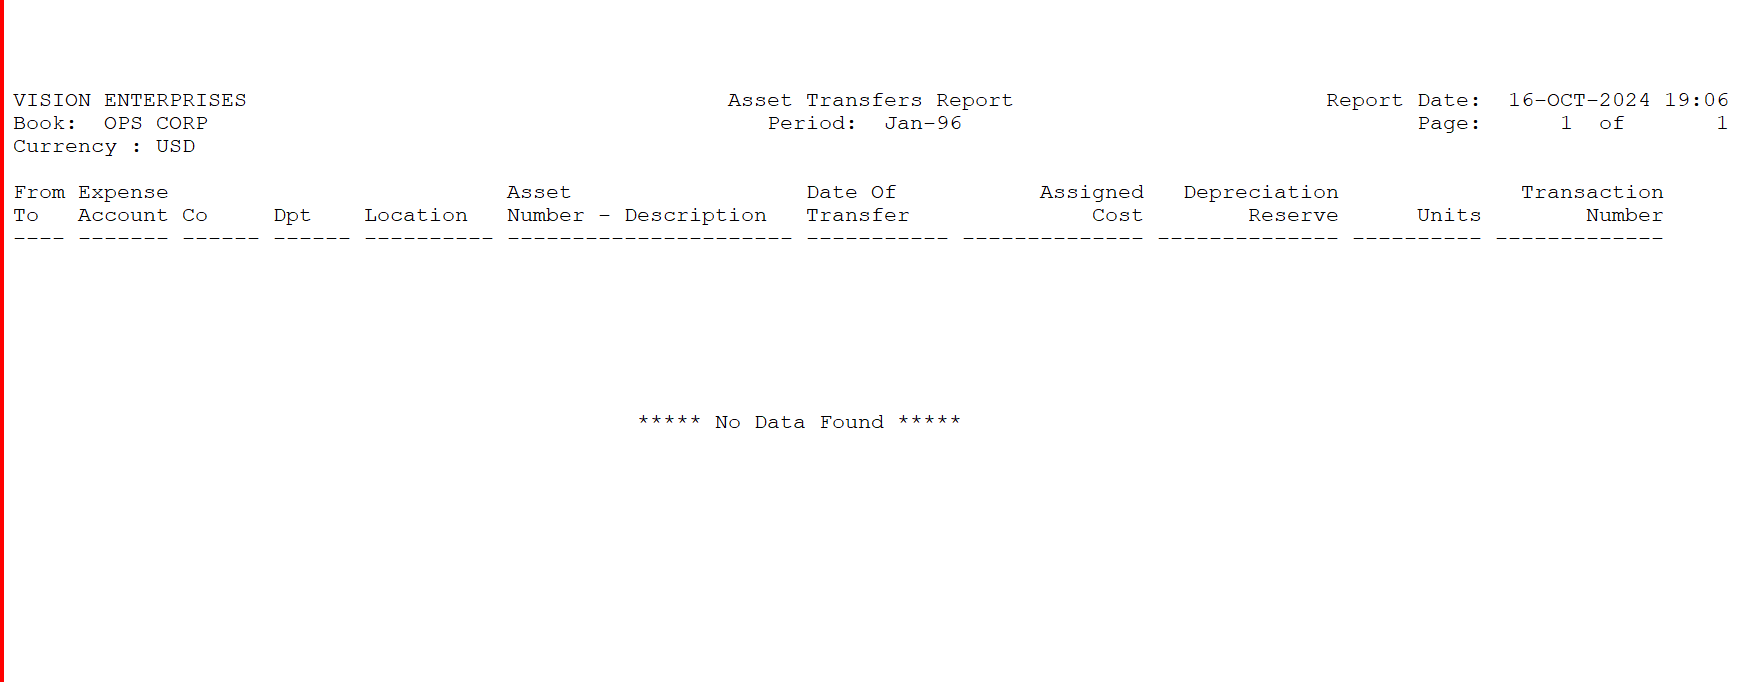 VISION ENTERPRISES                                     Asset Transfers Report                        Report Date:  16-OCT-2024 19:06
Book:  OPS CORP                                           Period:  Jan-96                                   Page:      1  of       1
Currency : USD
From Expense                          Asset                  Date Of           Assigned   Depreciation              Transaction
To   Account Co     Dpt    Location   Number - Description   Transfer              Cost        Reserve      Units        Number
---- ------- ------ ------ ---------- ---------------------- ----------- -------------- -------------- ---------- -------------
***** No Data Found *****